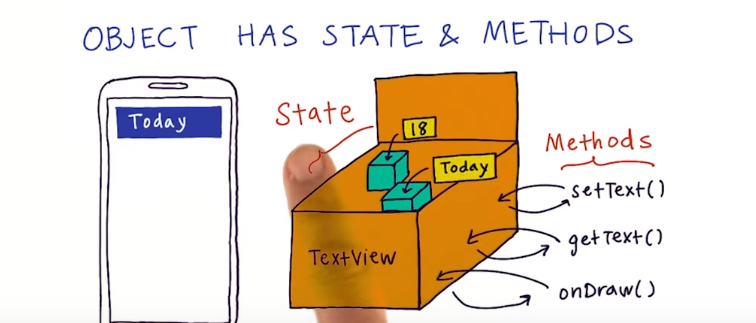 OBJECT HAS STATE & METHODS
Today
State
18
Today
TextView
Methods
setText()
getText()
onDraw()